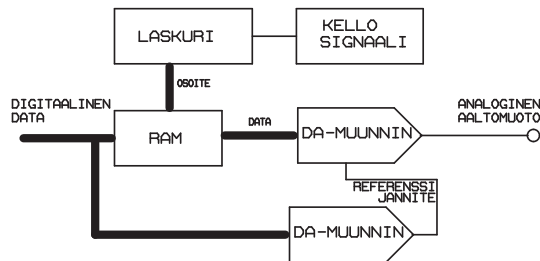 LASKURI
KELLO
SIGNAALI
OSOITE
DIGITAALINEN
DATA
RAM
DATA
DA-MUUNNIN
ANALOGINEN
AALTOMUOTO
REFERENSSI
JANNITE
DA-MUUNNIN